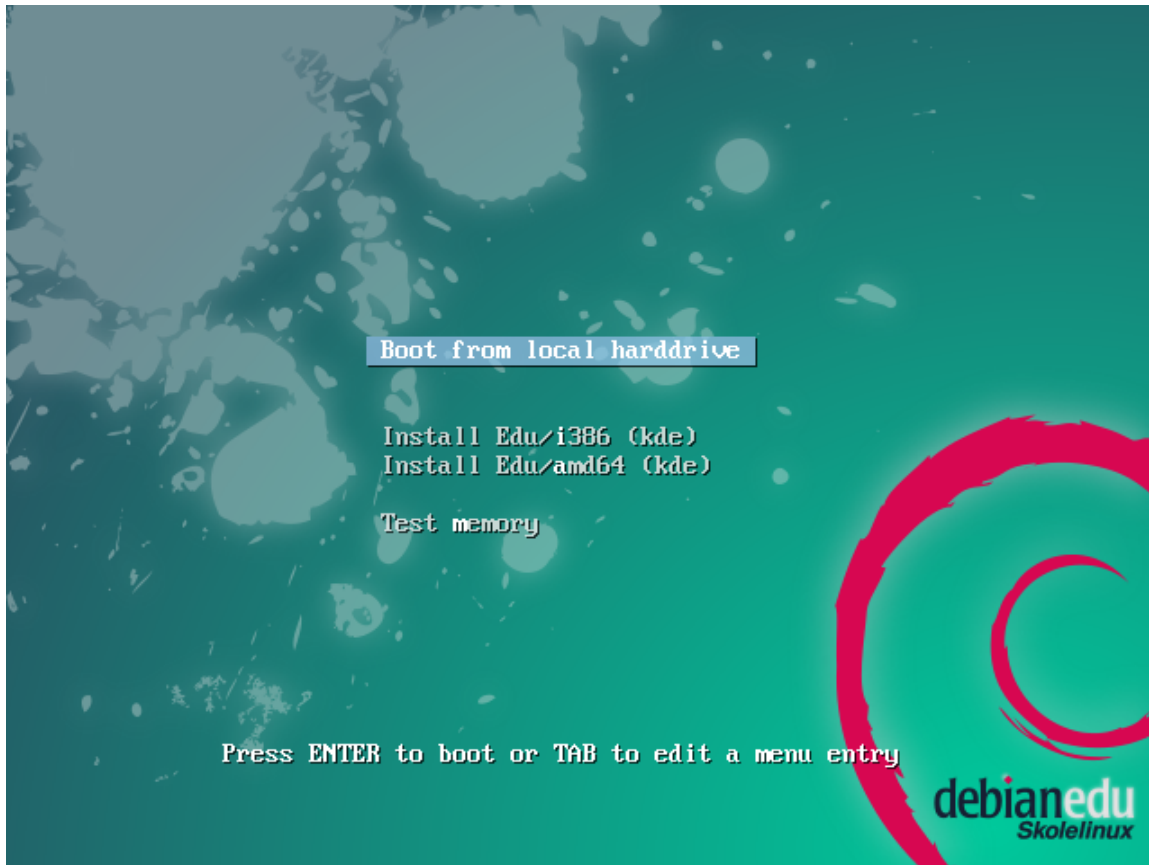 Boot from local harddrive
Install Edu/i386 (kde)
Install Edu/amd64 (kde)
Test memory
Press ENTER to boot or TAB to edit a menu entry
debianedu
Skolelinux